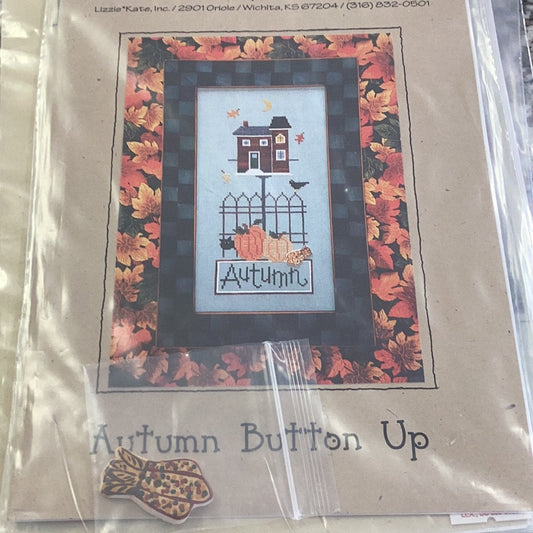 Lizzie*Kate, Inc. / 2901 Oriole / Wichita, KS 67204 / (316) 832-0501
Autumn
Autumn Button Up